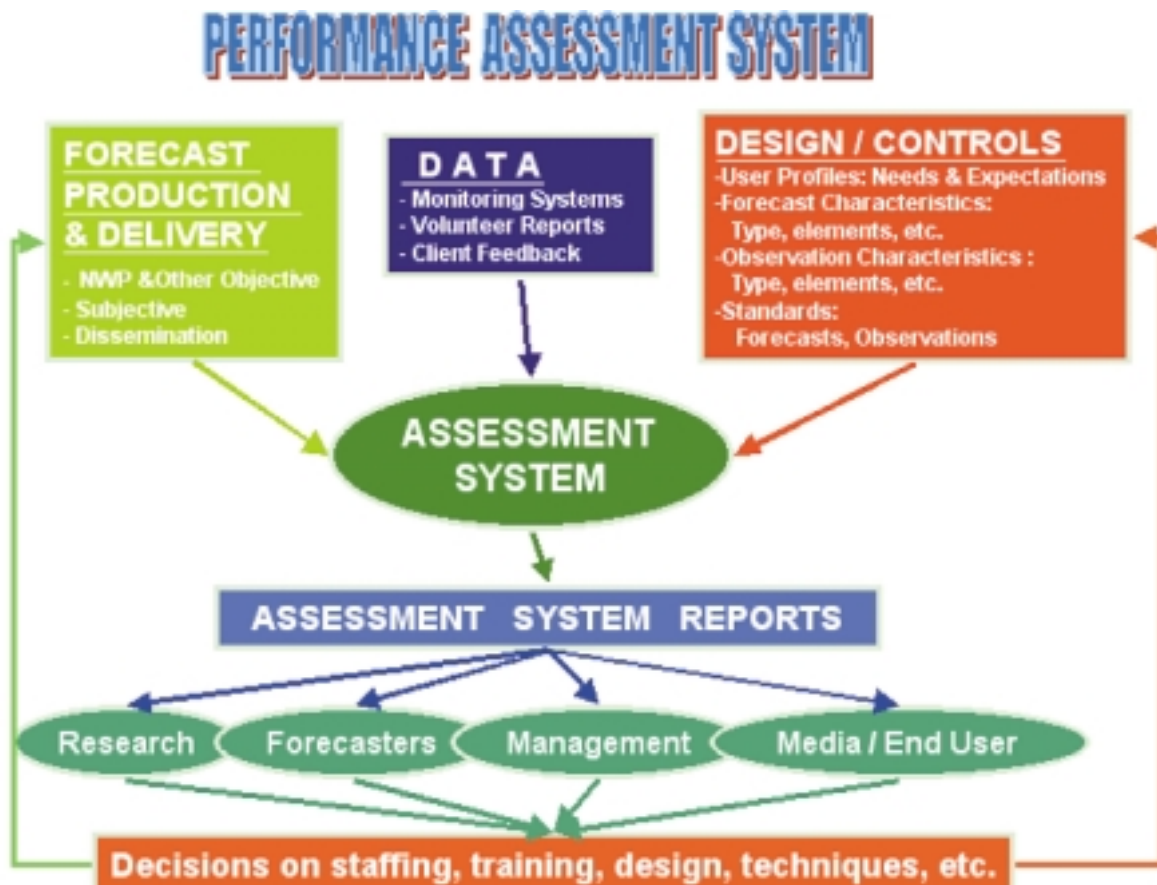 PERFORMANCE ASSESSMENT SYSTEM
FORECAST
PRODUCTION
& DELIVERY
- NWP &Other Objective
- Subjective
- Dissemination
D A T A
- Monitoring Systems
- Volunteer Reports
- Client Feedback
DESIGN / CONTROLS
-User Profiles: Needs & Expectations
-Forecast Characteristics:
Type, elements, etc.
-Observation Characteristics :
Type, elements, etc.
-Standards:
Forecasts, Observations
ASSESSMENT
SYSTEM
ASSESSMENT SYSTEM REPORTS
Research
Forecasters
Management
Media / End User
Decisions on staffing, training, design, techniques, etc.